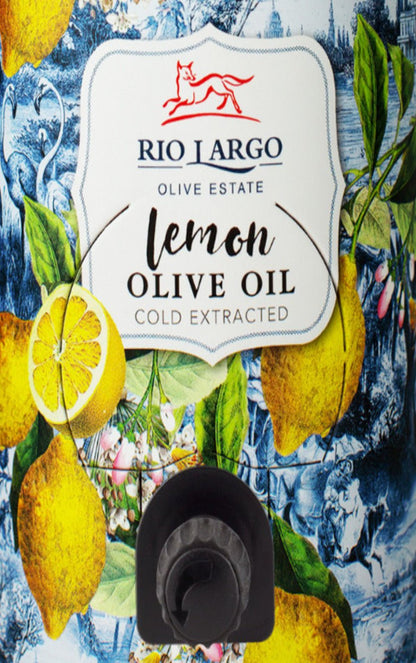 RIO LARGO
OLIVE ESTATE
lemon
OLIVE OIL
COLD EXTRACTED